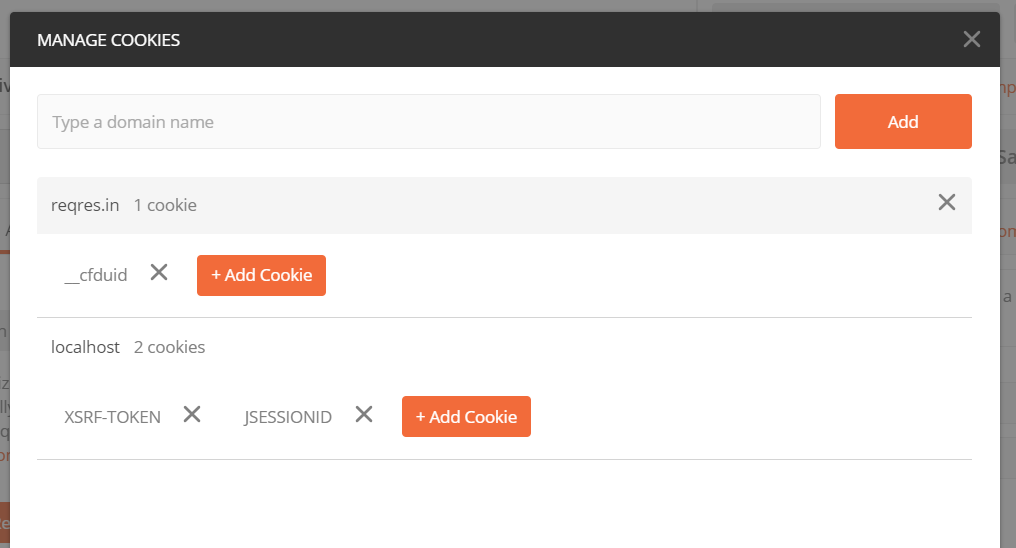 MANAGE COOKIES
Type a domain name
Add
reqres.in 1 cookie
__cfduid + Add Cookie
localhost 2 cookies
XSRF-TOKEN JSESSIONID + Add Cookie